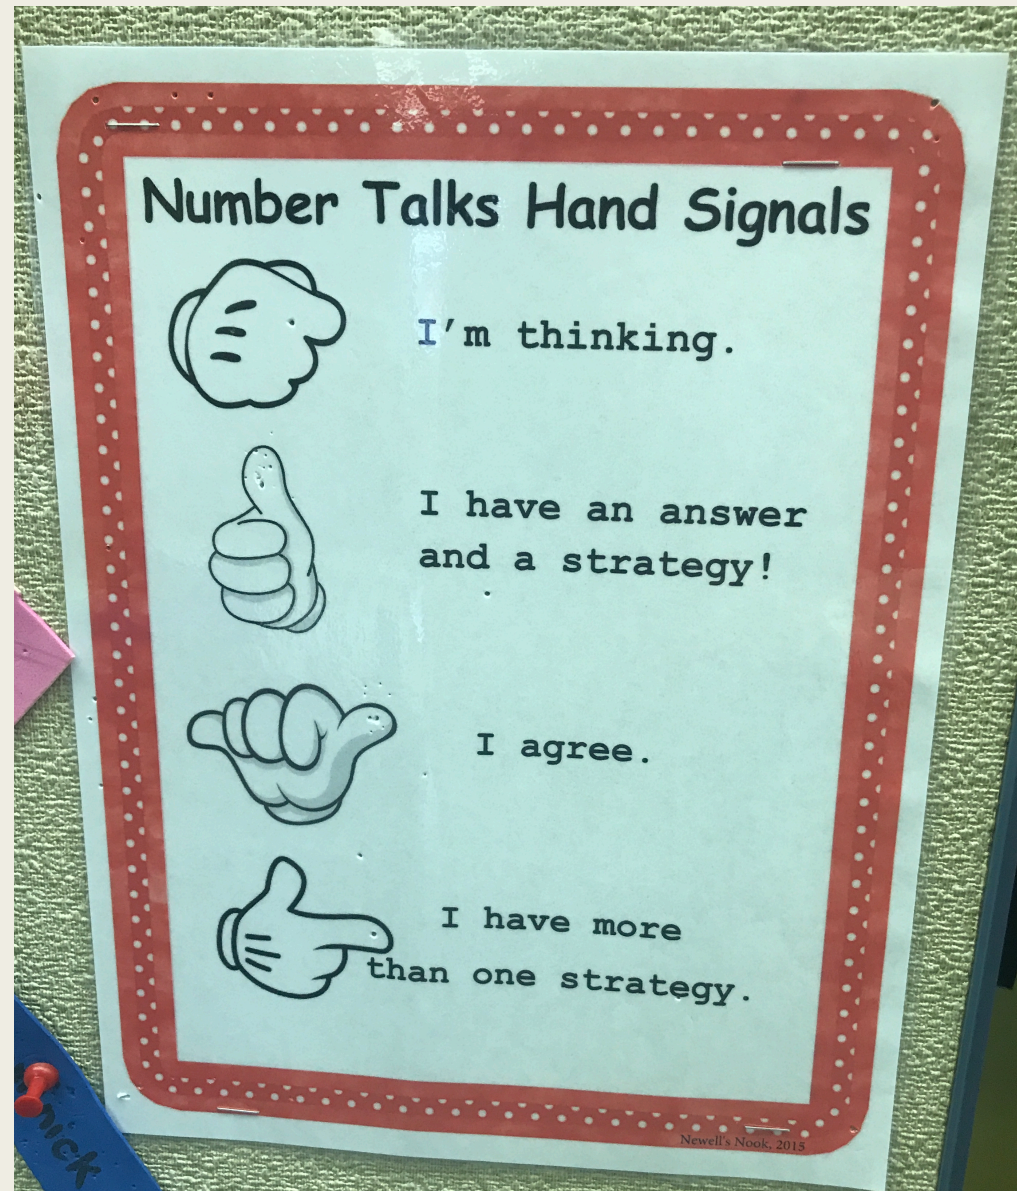 Number Talks Hand Signals
I'm thinking.
I have an answer
and a strategy!
I agree.
I have more
than one strategy.
Newell's Nook, 2015